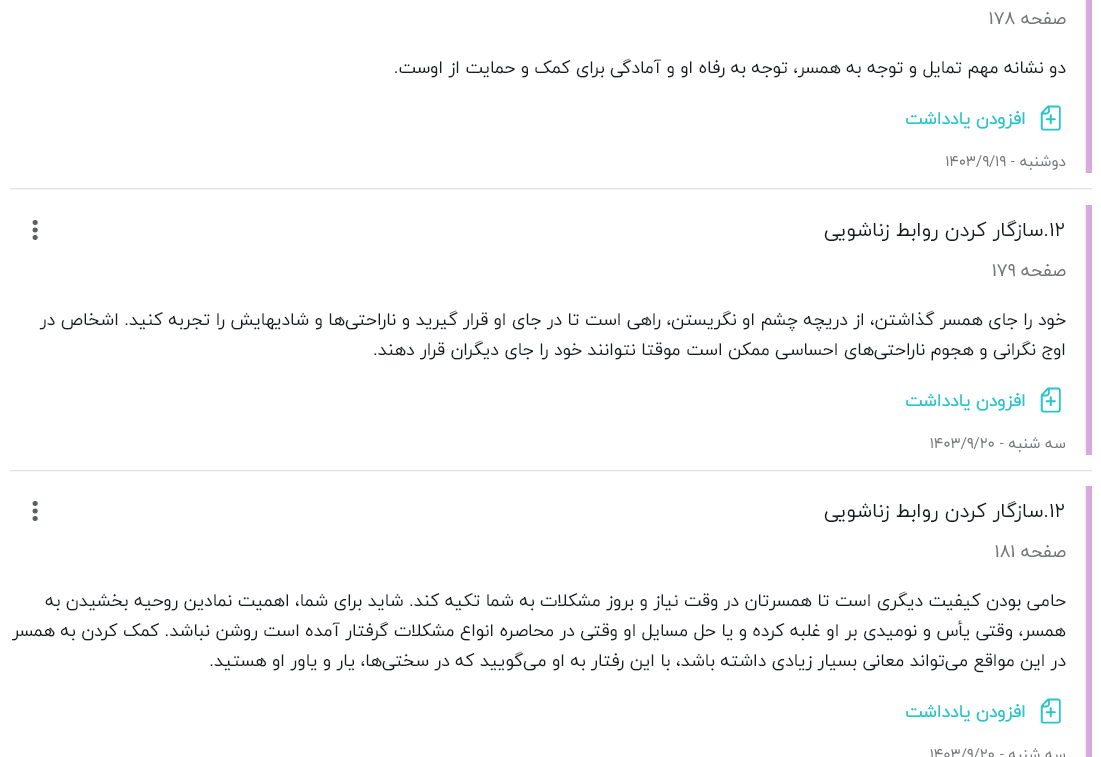 صفحه ۱۷۸
دو نشانه مهم تمایل و توجه به همسر، توجه به رفاه او و آمادگی برای کمک و حمایت از اوست.
افزودن یادداشت
دوشنبه - ۱۴۰۳/۹/۱۹
۱۲.سازگار کردن روابط زناشویی
صفحه ۱۷۹
خود را جای همسر گذاشتن، از دریچه چشم او نگریستن، راهی است تا در جای او قرار گیرید و ناراحتی‌ها و شادیهایش را تجربه کنید. اشخاص در
اوج نگرانی و هجوم ناراحتی‌های احساسی ممکن است موقتا نتوانند خود را جای دیگران قرار دهند.
افزودن یادداشت
سه شنبه - ۱۴۰۳/۹/۲۰
۱۲.سازگار کردن روابط زناشویی
صفحه ۱۸۱
حامی بودن کیفیت دیگری است تا همسرتان در وقت نیاز و بروز مشکلات به شما تکیه کند. شاید برای شما، اهمیت نمادین روحیه بخشیدن به
همسر، وقتی یأس و نومیدی بر او غلبه کرده و یا حل مسایل او وقتی در محاصره انواع مشکلات گرفتار آمده است روشن نباشد. کمک کردن به همسر
در این مواقع می‌تواند معانی بسیار زیادی داشته باشد، با این رفتار به او می‌گویید که در سختی‌ها، یار و یاور او هستید.
افزودن یادداشت
سه شنبه - ۱۴۰۳/۹/۲۰